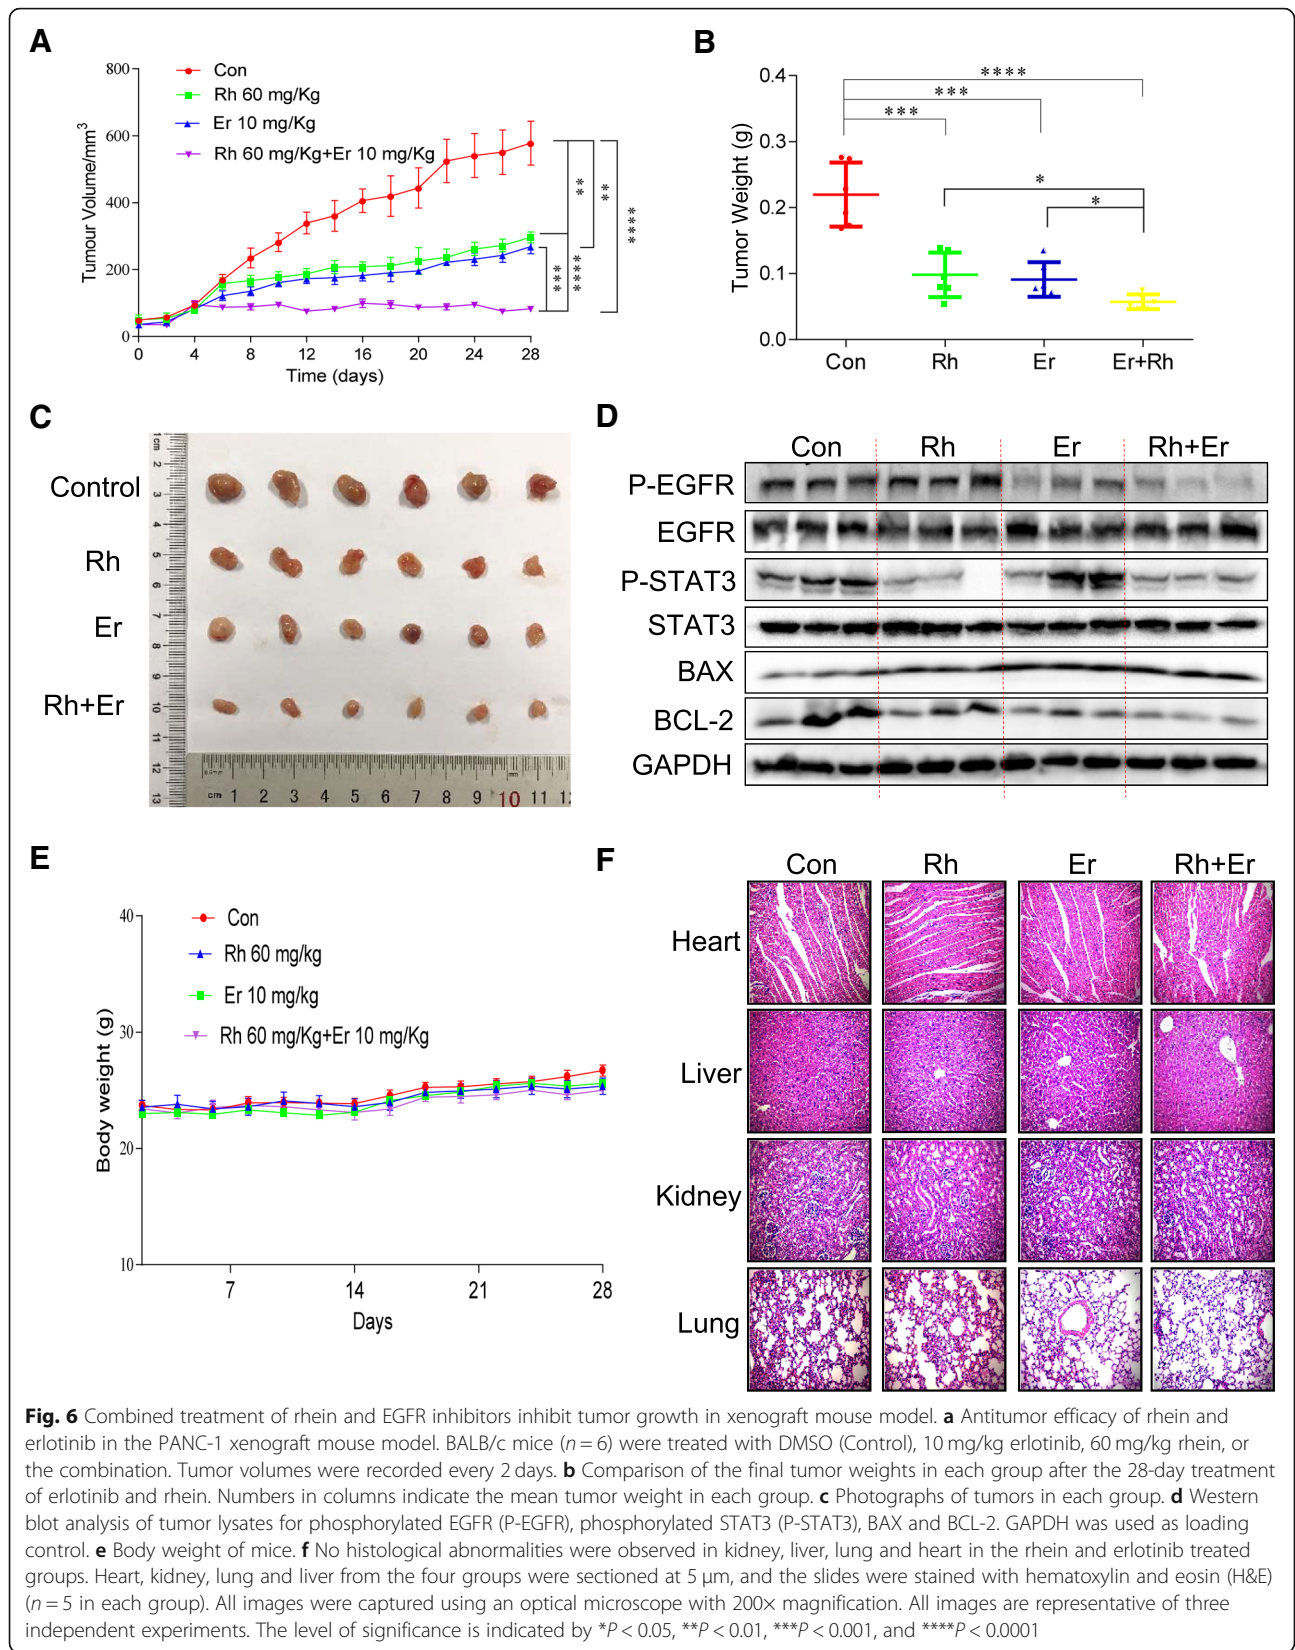 A
800
600
400
200
0
Tumour Volume/mm³
0 4 8 12 16 20 24 28
Time (days)
Con
Rh 60 mg/Kg
Er 10 mg/Kg
Rh 60 mg/Kg+Er 10 mg/Kg
**
**
****
***
****
B
0.4
0.3
0.2
0.1
0.0
Tumor Weight (g)
****
***
***
*
*
Con Rh Er Er+Rh
C
Control
Rh
Er
Rh+Er
1 cm
2
3
4
5
6
7
8
9
10
11
12
13
cm 1 2 3 4 5 6 7 8 9 10 11
mm
D
Con Rh Er Rh+Er
P-EGFR
EGFR
P-STAT3
STAT3
BAX
BCL-2
GAPDH
E
40
30
20
10
Body weight (g)
7 14 21 28
Days
Con
Rh 60 mg/kg
Er 10 mg/kg
Rh 60 mg/Kg+Er 10 mg/Kg
F
Con Rh Er Rh+Er
Heart
Liver
Kidney
Lung
Fig. 6 Combined treatment of rhein and EGFR inhibitors inhibit tumor growth in xenograft mouse model. a Antitumor efficacy of rhein and
erlotinib in the PANC-1 xenograft mouse model. BALB/c mice (n = 6) were treated with DMSO (Control), 10 mg/kg erlotinib, 60 mg/kg rhein, or
the combination. Tumor volumes were recorded every 2 days. b Comparison of the final tumor weights in each group after the 28-day treatment
of erlotinib and rhein. Numbers in columns indicate the mean tumor weight in each group. c Photographs of tumors in each group. d Western
blot analysis of tumor lysates for phosphorylated EGFR (P-EGFR), phosphorylated STAT3 (P-STAT3), BAX and BCL-2. GAPDH was used as loading
control. e Body weight of mice. f No histological abnormalities were observed in kidney, liver, lung and heart in the rhein and erlotinib treated
groups. Heart, kidney, lung and liver from the four groups were sectioned at 5 μm, and the slides were stained with hematoxylin and eosin (H&E)
(n = 5 in each group). All images were captured using an optical microscope with 200× magnification. All images are representative of three
independent experiments. The level of significance is indicated by *P < 0.05, **P < 0.01, ***P < 0.001, and ****P < 0.0001